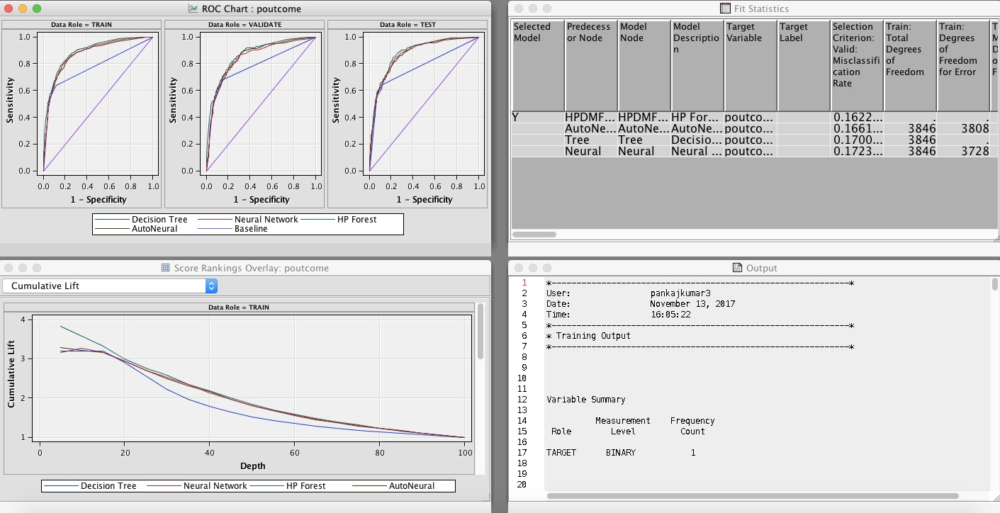 ROC Chart : poutcome
Data Role = TRAIN
Data Role = VALIDATE
Data Role = TEST
Sensitivity
1.0
0.8
0.6
0.4
0.2
0.0
0.0 0.2 0.4 0.6 0.8 1.0
1 - Specificity
Sensitivity
1.0
0.8
0.6
0.4
0.2
0.0
0.0 0.2 0.4 0.6 0.8 1.0
1 - Specificity
Sensitivity
1.0
0.8
0.6
0.4
0.2
0.0
0.0 0.2 0.4 0.6 0.8 1.0
1 - Specificity
Decision Tree Neural Network HP Forest
AutoNeural Baseline
Fit Statistics
Selected
Model
Predecess
or Node
Model
Node
Model
Descriptio
n
Target
Variable
Target
Label
Selection
Criterion:
Valid:
Misclassifi
cation
Rate
Train:
Total
Degrees
of
Freedom
Train:
Degrees
of
Freedom
for Error
Y HPDMF... HPDMF... HP For... poutco... 0.1622... . .
AutoNe... AutoNe... AutoNe... poutco... 0.1661... 3846 3808
Tree Tree Decisio... poutco... 0.1700... 3846 .
Neural Neural Neural ... poutco... 0.1723... 3846 3728
Score Rankings Overlay: poutcome
Cumulative Lift
Data Role = TRAIN
Cumulative Lift
4
3
2
1
0 20 40 60 80 100
Depth
Decision Tree Neural Network HP Forest AutoNeural
Output
1 *------------------------------------------------------------*
2 User: pankajkumar3
3 Date: November 13, 2017
4 Time: 16:05:22
5 *------------------------------------------------------------*
6 * Training Output
7 *------------------------------------------------------------*
8
9
10
11
12 Variable Summary
13
14 Measurement Frequency
15 Role Level Count
16
17 TARGET BINARY 1
18
19
20